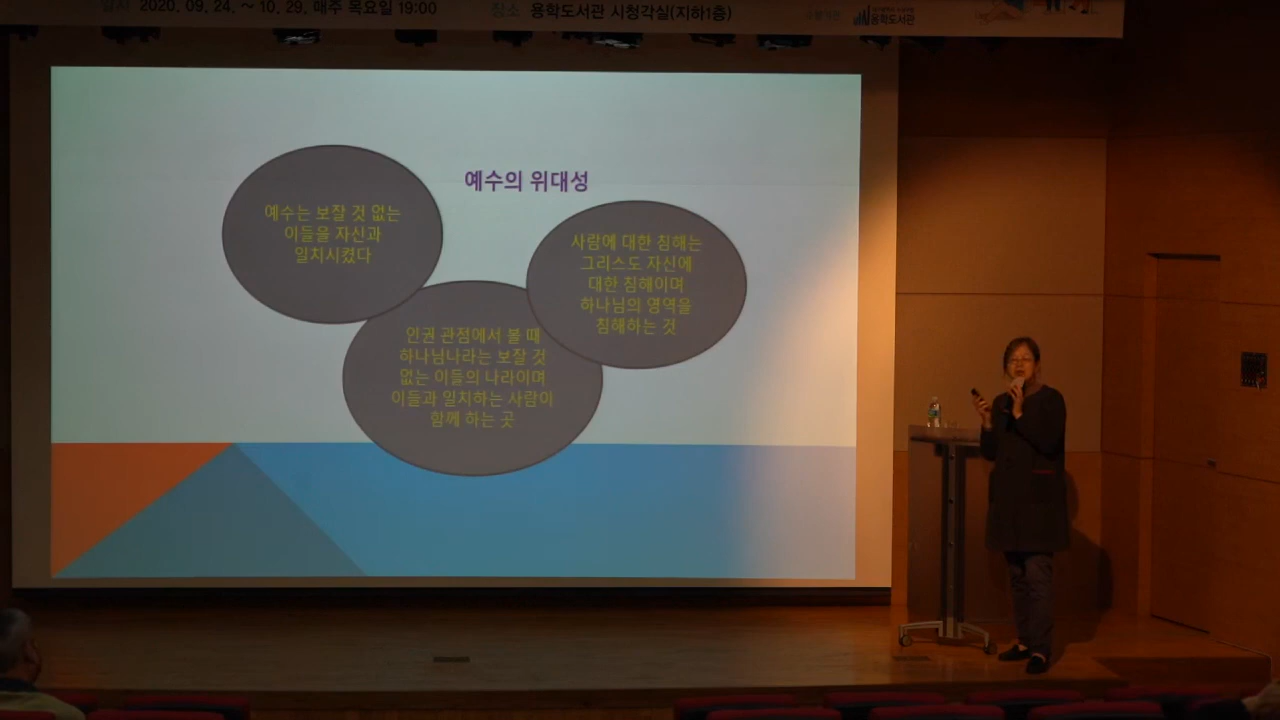 일시 2020. 09. 24. ~ 10. 29. 매주 목요일 19:00 장소 용학도서관 시청각실(지하1층)
용학도서관
예수의 위대성
예수는 보잘 것 없는
이들을 자신과
일치시켰다
사람에 대한 침해는
그리스도 자신에
대한 침해이며
하나님의 영역을
침해하는 것
인권 관점에서 볼 때
하나님나라는 보잘 것
없는 이들의 나라이며
이들과 일치하는 사람이
함께 하는 곳